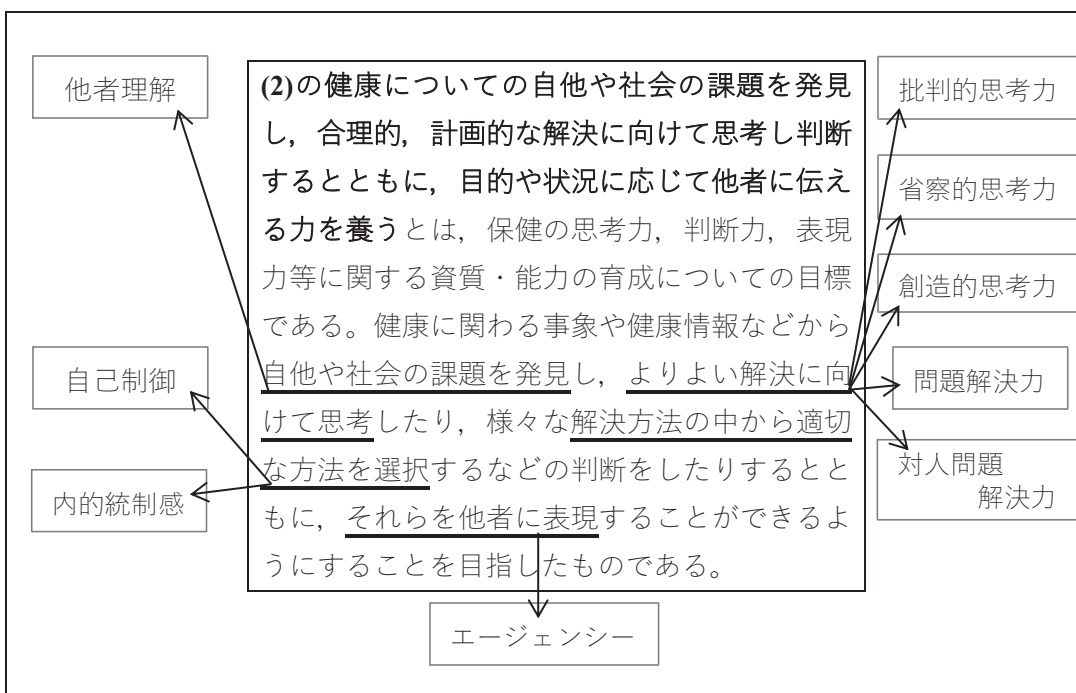 他者理解
自己制御
内的統制感
(2)の健康についての自他や社会の課題を発見
し，合理的，計画的な解決に向けて思考し判断
するとともに，目的や状況に応じて他者に伝え
る力を養うとは，保健の思考力，判断力，表現
力等に関する資質・能力の育成についての目標
である。健康に関わる事象や健康情報などから
自他や社会の課題を発見し，よりよい解決に向
けて思考したり，様々な解決方法の中から適切
な方法を選択するなどの判断をしたりするとと
もに，それらを他者に表現することができるよ
うにすることを目指したものである。
批判的思考力
省察的思考力
創造的思考力
問題解決力
対人問題
解決力
エージェンシー